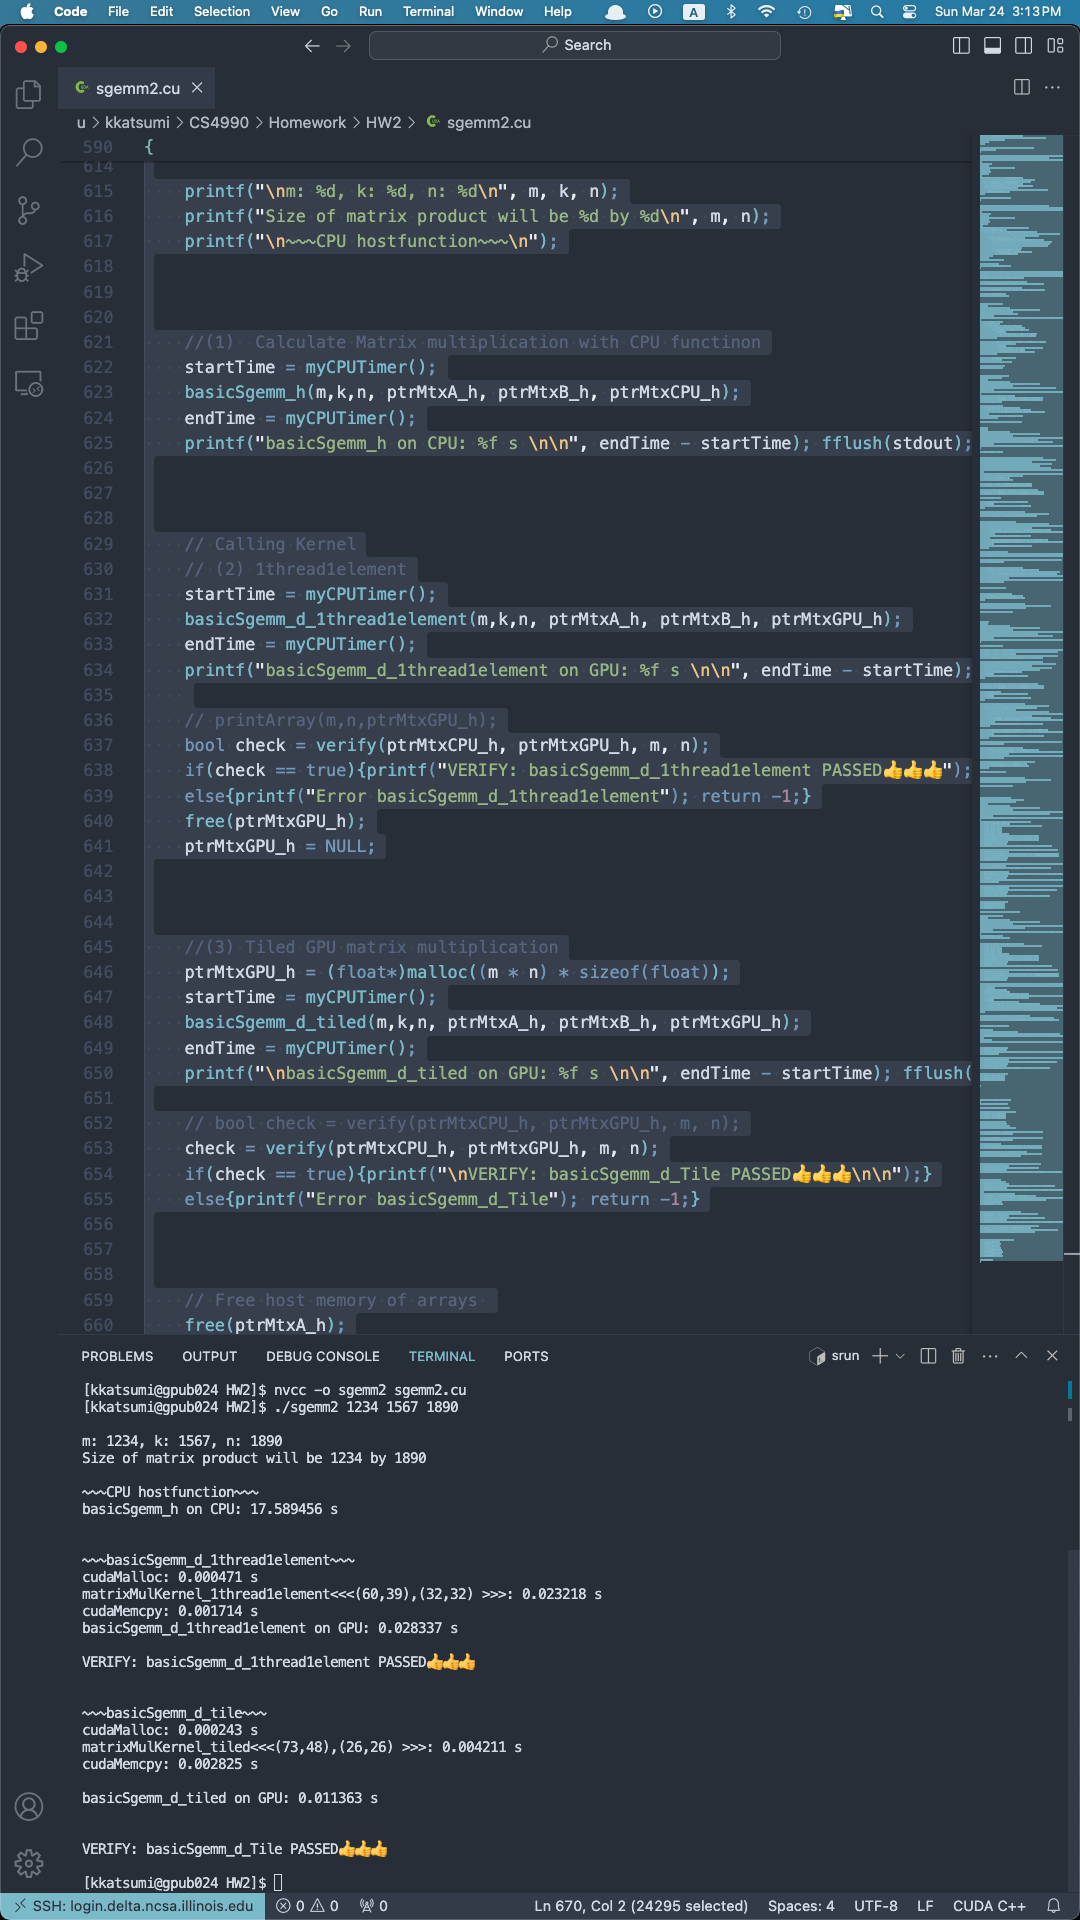 Code File Edit Selection View Go Run Terminal Window Help A Sun Mar 24 3:13 PM
Search
sgemm2.cu
u > kkatsumi > CS4990 > Homework > HW2 > sgemm2.cu
590 {
614
615 printf("\nm: %d, k: %d, n: %d\n", m, k, n);
616 printf("Size of matrix product will be %d by %d\n", m, n);
617 printf("\n~~~CPU hostfunction~~~\n");
618
619
620
621 //(1)  Calculate Matrix multiplication with CPU functinon
622 startTime = myCPUTimer();
623 basicSgemm_h(m,k,n, ptrMtxA_h, ptrMtxB_h, ptrMtxCPU_h);
624 endTime = myCPUTimer();
625 printf("basicSgemm_h on CPU: %f s \n\n", endTime - startTime); fflush(stdout);
626
627
628
629 // Calling Kernel
630 // (2) 1thread1element
631 startTime = myCPUTimer();
632 basicSgemm_d_1thread1element(m,k,n, ptrMtxA_h, ptrMtxB_h, ptrMtxGPU_h);
633 endTime = myCPUTimer();
634 printf("basicSgemm_d_1thread1element on GPU: %f s \n\n", endTime - startTime);
635
636 // printArray(m,n,ptrMtxGPU_h);
637 bool check = verify(ptrMtxCPU_h, ptrMtxGPU_h, m, n);
638 if(check == true){printf("VERIFY: basicSgemm_d_1thread1element PASSED👍👍👍");
639 else{printf("Error basicSgemm_d_1thread1element"); return -1;}
640 free(ptrMtxGPU_h);
641 ptrMtxGPU_h = NULL;
642
643
644
645 //(3) Tiled GPU matrix multiplication
646 ptrMtxGPU_h = (float*)malloc((m * n) * sizeof(float));
647 startTime = myCPUTimer();
648 basicSgemm_d_tiled(m,k,n, ptrMtxA_h, ptrMtxB_h, ptrMtxGPU_h);
649 endTime = myCPUTimer();
650 printf("\nbasicSgemm_d_tiled on GPU: %f s \n\n", endTime - startTime); fflush(
651
652 // bool check = verify(ptrMtxCPU_h, ptrMtxGPU_h, m, n);
653 check = verify(ptrMtxCPU_h, ptrMtxGPU_h, m, n);
654 if(check == true){printf("\nVERIFY: basicSgemm_d_Tile PASSED👍👍👍\n\n");}
655 else{printf("Error basicSgemm_d_Tile"); return -1;}
656
657
658
659 // Free host memory of arrays
660 free(ptrMtxA_h);
PROBLEMS OUTPUT DEBUG CONSOLE TERMINAL PORTS srun
[kkatsumi@gpub024 HW2]$ nvcc -o sgemm2 sgemm2.cu
[kkatsumi@gpub024 HW2]$ ./sgemm2 1234 1567 1890
m: 1234, k: 1567, n: 1890
Size of matrix product will be 1234 by 1890
~~~CPU hostfunction~~~
basicSgemm_h on CPU: 17.589456 s
~~~basicSgemm_d_1thread1element~~~
cudaMalloc: 0.000471 s
matrixMulKernel_1thread1element<<<(60,39),(32,32) >>>: 0.023218 s
cudaMemcpy: 0.001714 s
basicSgemm_d_1thread1element on GPU: 0.028337 s
VERIFY: basicSgemm_d_1thread1element PASSED👍👍👍
~~~basicSgemm_d_tile~~~
cudaMalloc: 0.000243 s
matrixMulKernel_tiled<<<(73,48),(26,26) >>>: 0.004211 s
cudaMemcpy: 0.002825 s
basicSgemm_d_tiled on GPU: 0.011363 s
VERIFY: basicSgemm_d_Tile PASSED👍👍👍
[kkatsumi@gpub024 HW2]$
SSH: login.delta.ncsa.illinois.edu 0 0 0 Ln 670, Col 2 (24295 selected) Spaces: 4 UTF-8 LF CUDA C++